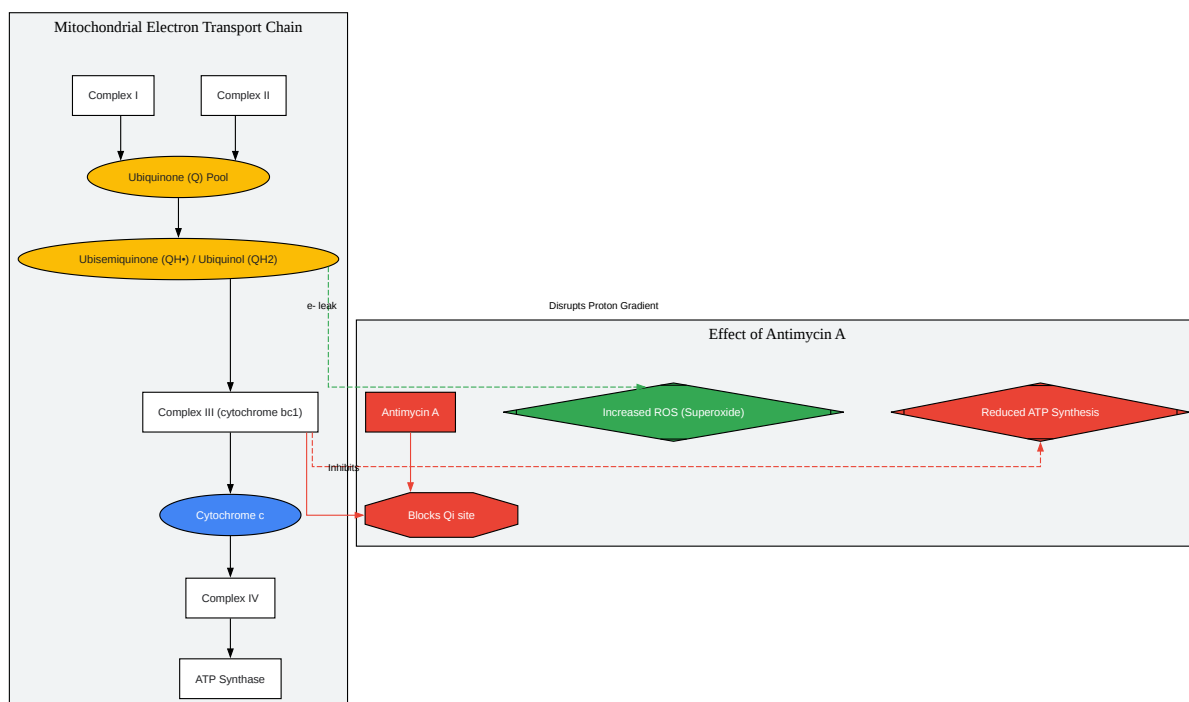 Mitochondrial Electron Transport Chain
Complex I
Complex II
Ubiquinone (Q) Pool
Ubisemiquinone (QH•) / Ubiquinol (QH2)
e- leak
Disrupts Proton Gradient
Effect of Antimycin A
Complex III (cytochrome bc1)
Antimycin A
Increased ROS (Superoxide)
Reduced ATP Synthesis
Inhibits
Cytochrome c
Blocks Qi site
Complex IV
ATP Synthase